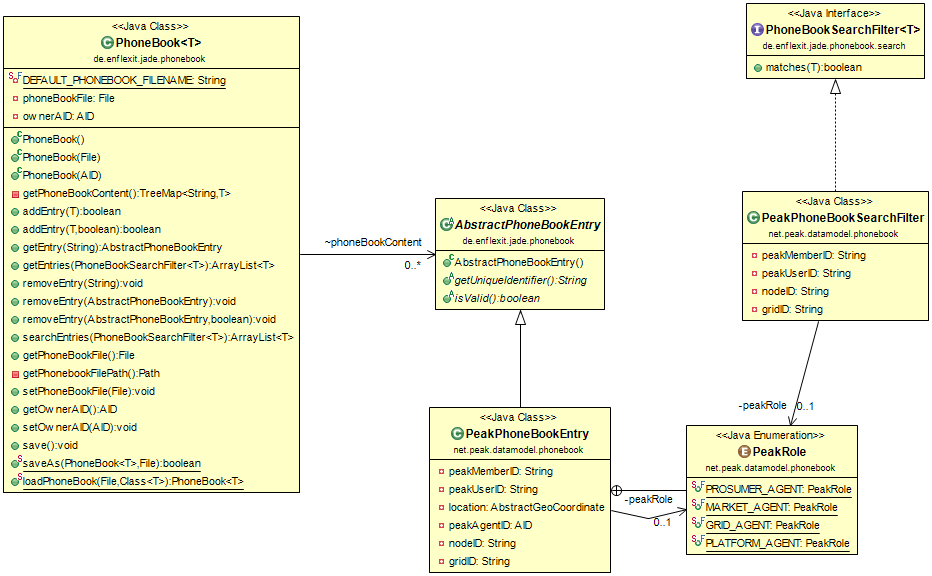 <<Java Class>>
PhoneBook<T>
de.enflexit.jade.phonebook
DEFAULT_PHONEBOOK_FILENAME: String
phoneBookFile: File
ownerAID: AID
PhoneBook()
PhoneBook(File)
PhoneBook(AID)
getPhoneBookContent():TreeMap<String,T>
addEntry(T):boolean
addEntry(T,boolean):boolean
getEntry(String):AbstractPhoneBookEntry
getEntries(PhoneBookSearchFilter<T>):ArrayList<T>
removeEntry(String):void
removeEntry(AbstractPhoneBookEntry):void
removeEntry(AbstractPhoneBookEntry,boolean):void
searchEntries(PhoneBookSearchFilter<T>):ArrayList<T>
getPhoneBookFile():File
getPhonebookFilePath():Path
setPhoneBookFile(File):void
getOwnerAID():AID
setOwnerAID(AID):void
save():void
saveAs(PhoneBook<T>,File):boolean
loadPhoneBook(File,Class<T>):PhoneBook<T>
~phoneBookContent
0..*
<<Java Class>>
AbstractPhoneBookEntry
de.enflexit.jade.phonebook
AbstractPhoneBookEntry()
getUniqueIdentifier():String
isValid():boolean
<<Java Interface>>
PhoneBookSearchFilter<T>
de.enflexit.jade.phonebook.search
matches(T):boolean
<<Java Class>>
PeakPhoneBookSearchFilter
net.peak.datamodel.phonebook
peakMemberID: String
peakUserID: String
nodeID: String
gridID: String
-peakRole
0..1
<<Java Class>>
PeakPhoneBookEntry
net.peak.datamodel.phonebook
peakMemberID: String
peakUserID: String
location: AbstractGeoCoordinate
peakAgentID: AID
nodeID: String
gridID: String
-peakRole
0..1
<<Java Enumeration>>
PeakRole
net.peak.datamodel.phonebook
PROSUMER_AGENT: PeakRole
MARKET_AGENT: PeakRole
GRID_AGENT: PeakRole
PLATFORM_AGENT: PeakRole